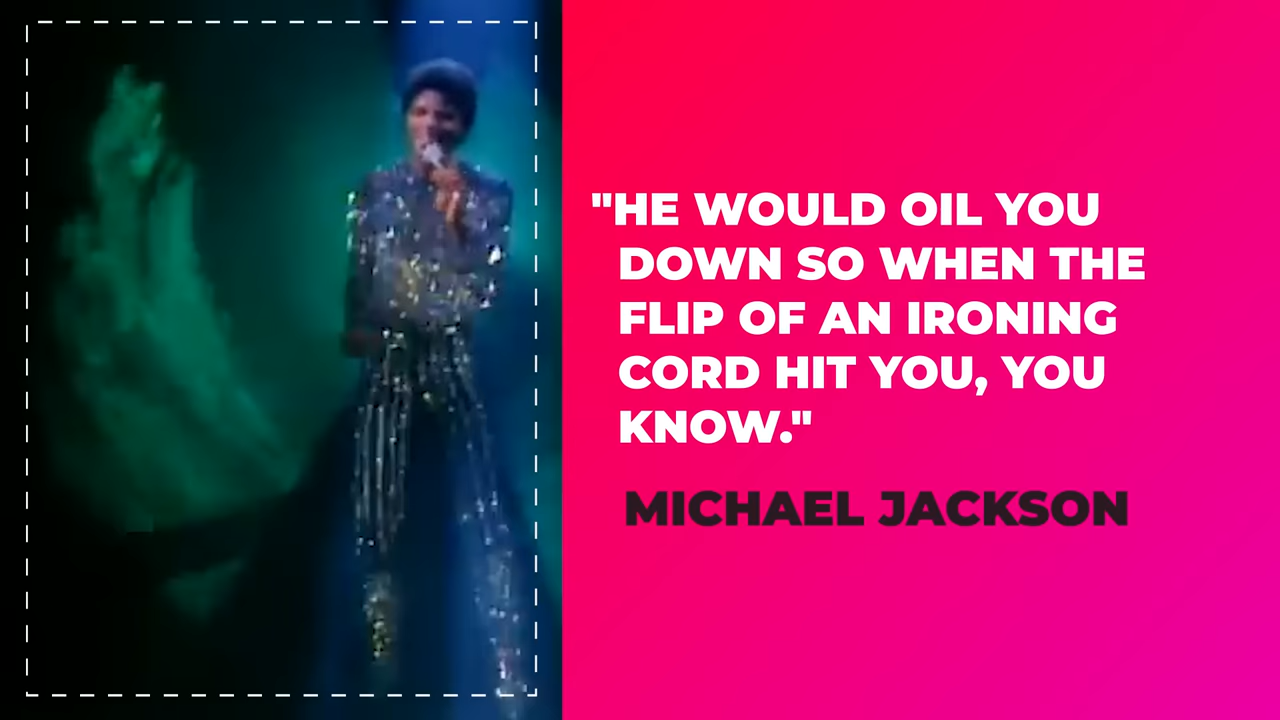 "HE WOULD OIL YOU
DOWN SO WHEN THE
FLIP OF AN IRONING
CORD HIT YOU, YOU
KNOW."
MICHAEL JACKSON